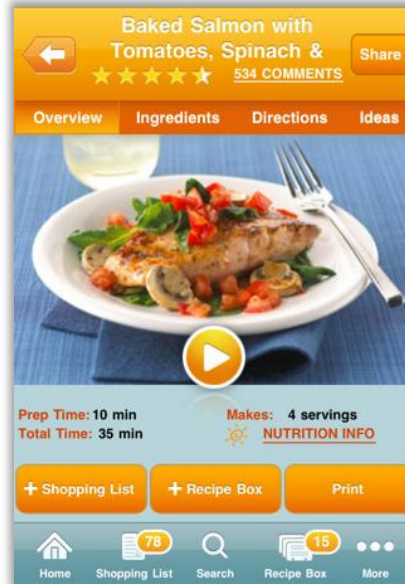 Baked Salmon with
Tomatoes, Spinach &
Share
534 COMMENTS
Overview Ingredients Directions Ideas
Prep Time: 10 min Makes: 4 servings
Total Time: 35 min NUTRITION INFO
+ Shopping List + Recipe Box Print
78 15
Home Shopping List Search Recipe Box More